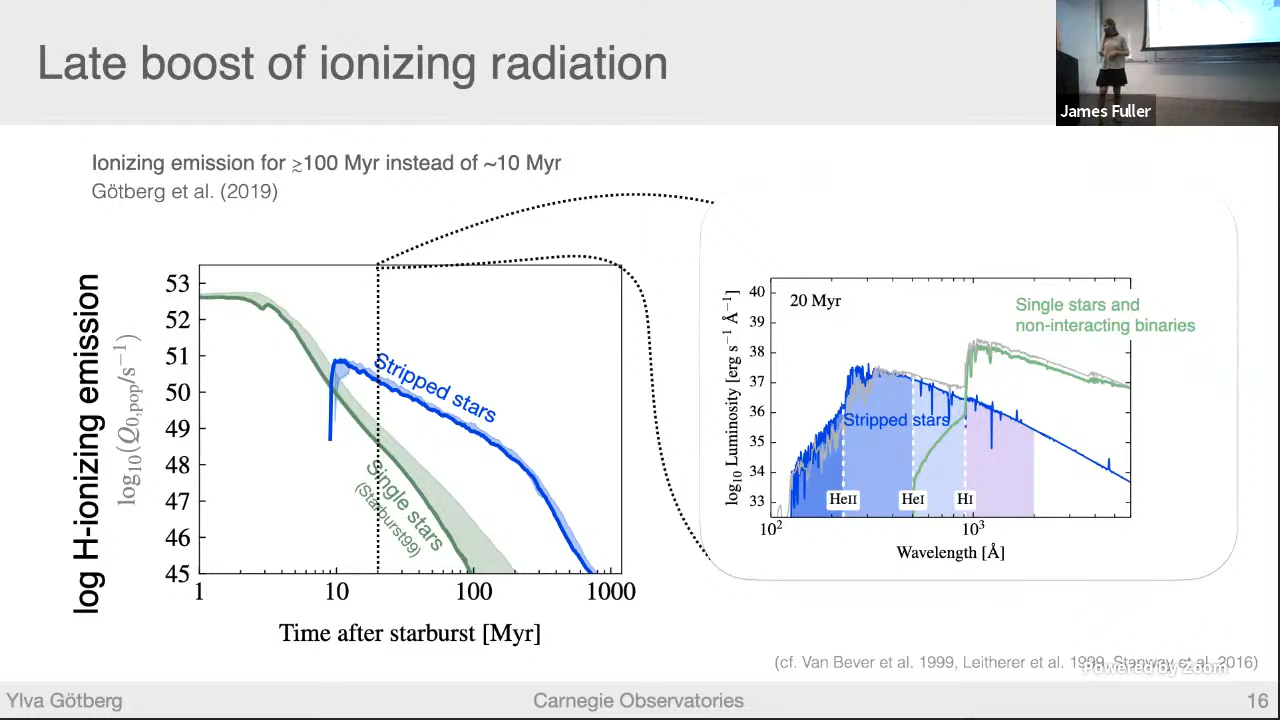 Late boost of ionizing radiation
James Fuller
Ionizing emission for ≳100 Myr instead of ~10 Myr
Götberg et al. (2019)
log H-ionizing emission
log₁₀(Q₀,pop/s⁻¹)
53
52
51
50
49
48
47
46
45
1 10 100 1000
Time after starburst [Myr]
Stripped stars
Single stars
(Starburst99)
20 Myr
Single stars and
non-interacting binaries
log₁₀ Luminosity [erg s⁻¹ Å⁻¹]
40
39
38
37
36
35
34
33
Stripped stars
HeII HeI HI
10² 10³
Wavelength [Å]
(cf. Van Bever et al. 1999, Leitherer et al. 1999, Stanway et al. 2016)
Powered by Zoom
Ylva Götberg Carnegie Observatories 16